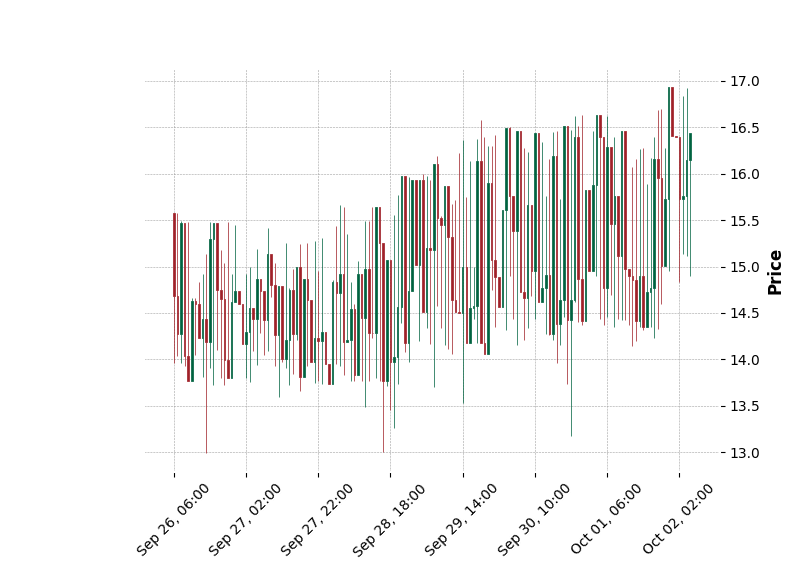 17.0
16.5
16.0
15.5
15.0
14.5
14.0
13.5
13.0
Price
Sep 26, 06:00
Sep 27, 02:00
Sep 27, 22:00
Sep 28, 18:00
Sep 29, 14:00
Sep 30, 10:00
Oct 01, 06:00
Oct 02, 02:00